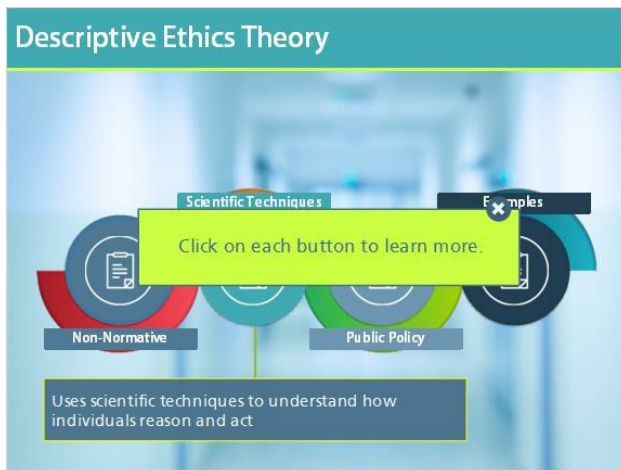 Descriptive Ethics Theory
Scientific Techniques
Click on each button to learn more.
Non-Normative
Public Policy
Uses scientific techniques to understand how
individuals reason and act